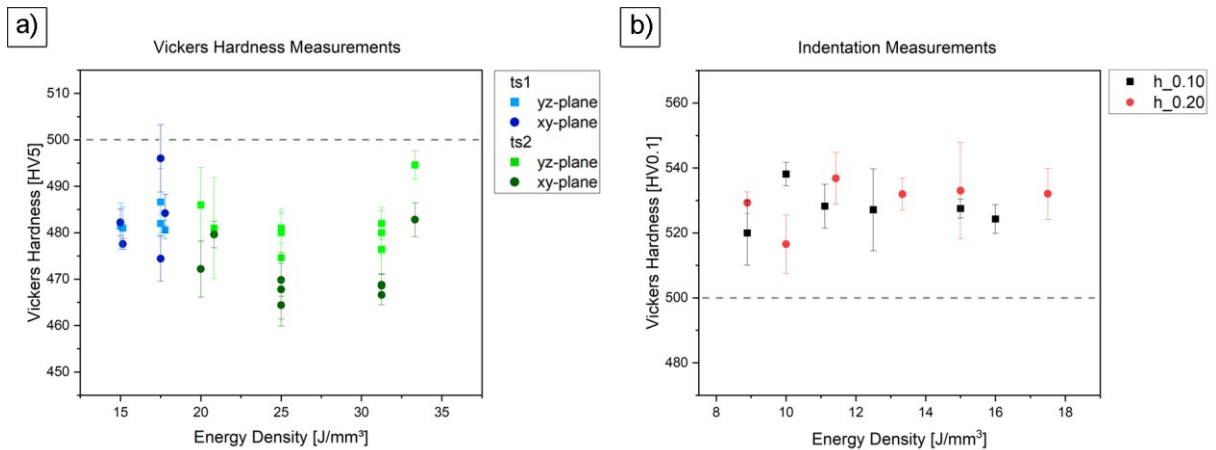 a)
Vickers Hardness Measurements
Vickers Hardness [HV5]
510
500
490
480
470
460
450
15
20
25
30
35
Energy Density [J/mm³]
ts1
yz-plane
xy-plane
ts2
yz-plane
xy-plane
b)
Indentation Measurements
Vickers Hardness [HV0.1]
560
540
520
500
480
8
10
12
14
16
18
Energy Density [J/mm³]
h_0.10
h_0.20